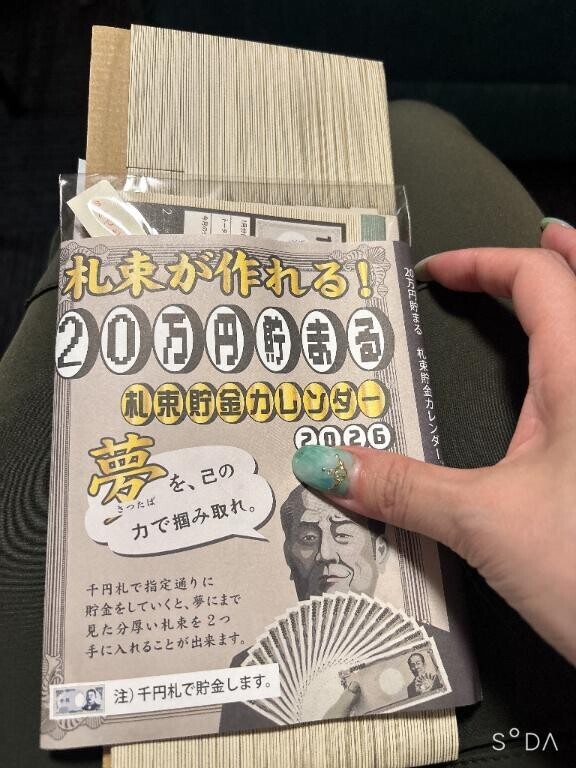 札束が作れる!
20万円貯まる
札束貯金カレンダー
2026
夢を、己の
さつたば
力で掴み取れ。
千円札で指定通りに
貯金をしていくと、夢にまで
見た分厚い札束を2つ
手に入れることが出来ます。
注)千円札で貯金します。
20万円貯まる 札束貯金カレンダー
SODA